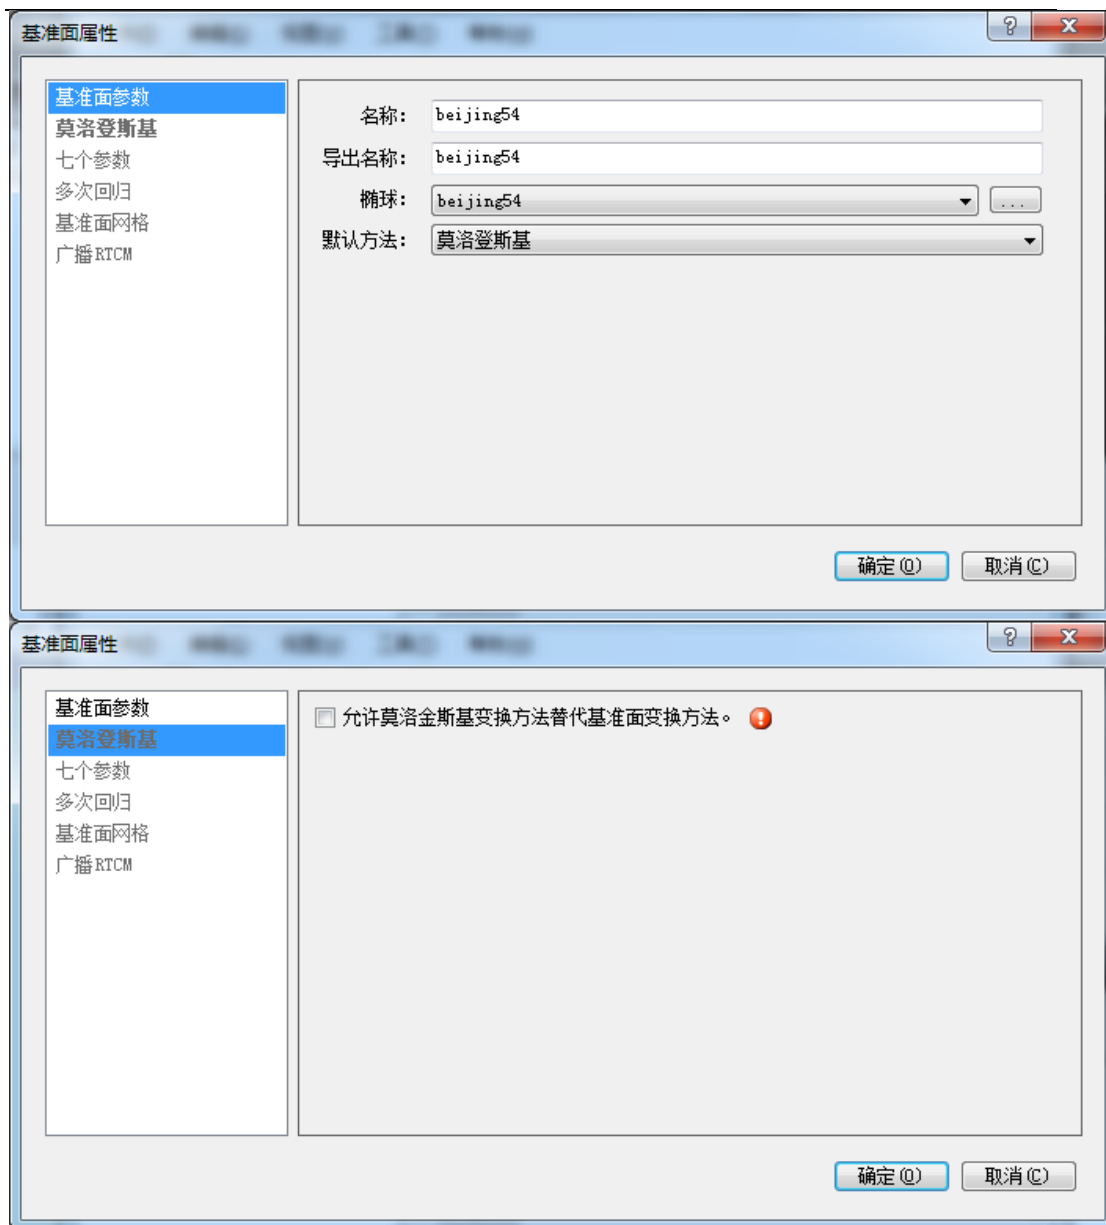 基准面属性
基准面参数
莫洛登斯基
七个参数
多次回归
基准面网格
广播RTCM
名称: beijing54
导出名称: beijing54
椭球: beijing54 ...
默认方法: 莫洛登斯基
确定(O) 取消(C)
基准面属性
基准面参数
莫洛登斯基
七个参数
多次回归
基准面网格
广播RTCM
允许莫洛金斯基变换方法替代基准面变换方法。
确定(O) 取消(C)